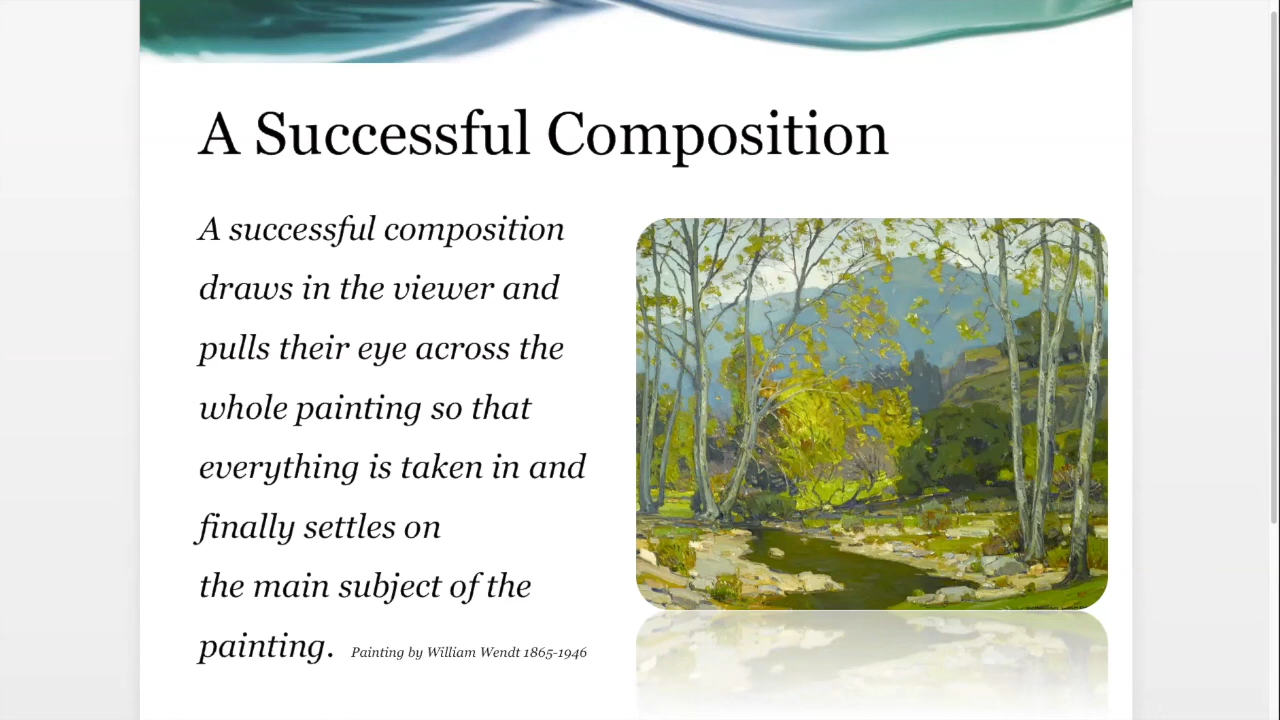 A Successful Composition
A successful composition
draws in the viewer and
pulls their eye across the
whole painting so that
everything is taken in and
finally settles on
the main subject of the
painting. Painting by William Wendt 1865-1946